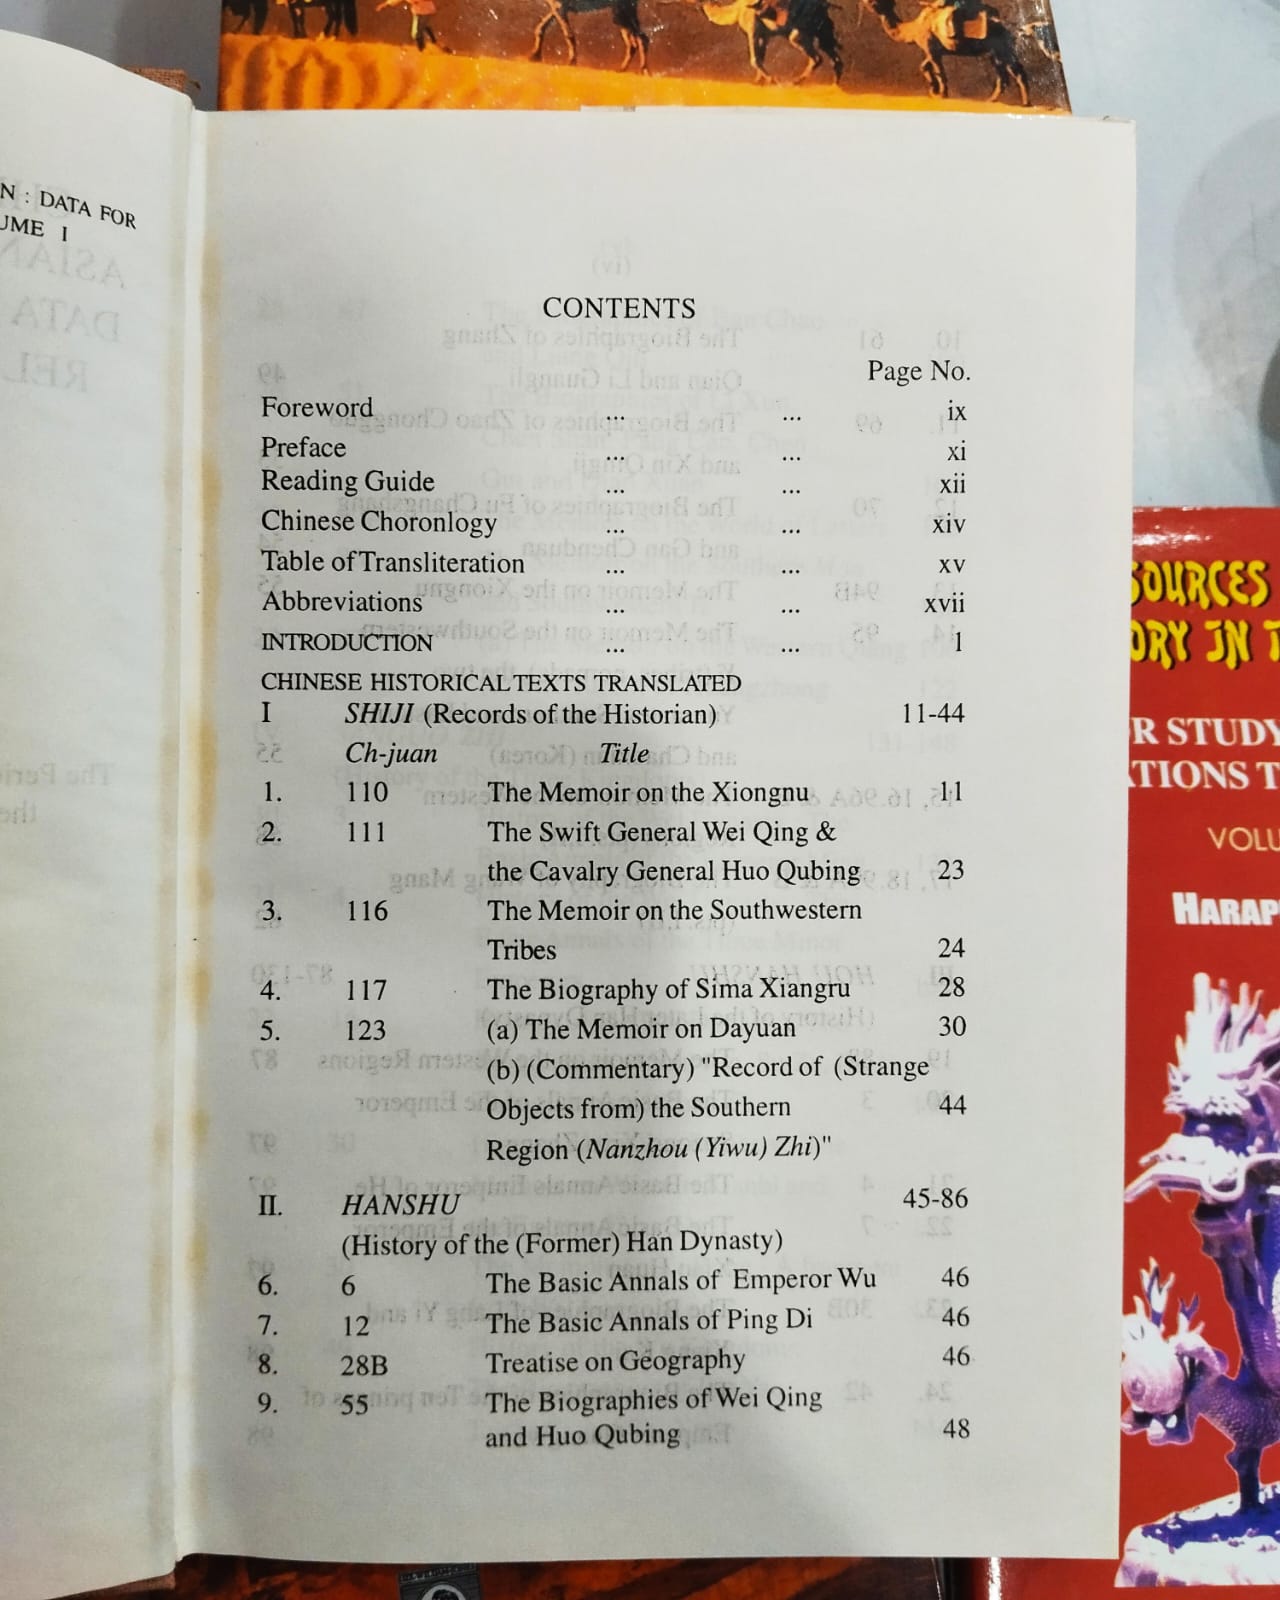 N : DATA FOR
UME I
CONTENTS
Page No.
Foreword ... ... ix
Preface ... ... xi
Reading Guide ... ... xii
Chinese Choronlogy ... ... xiv
Table of Transliteration ... ... xv
Abbreviations ... ... xvii
INTRODUCTION ... ... 1
CHINESE HISTORICAL TEXTS TRANSLATED
I SHIJI (Records of the Historian) 11-44
Ch-juan Title
1. 110 The Memoir on the Xiongnu 11
2. 111 The Swift General Wei Qing &
the Cavalry General Huo Qubing 23
3. 116 The Memoir on the Southwestern
Tribes 24
4. 117 The Biography of Sima Xiangru 28
5. 123 (a) The Memoir on Dayuan 30
(b) (Commentary) "Record of (Strange
Objects from) the Southern 44
Region (Nanzhou (Yiwu) Zhi)"
II. HANSHU 45-86
(History of the (Former) Han Dynasty)
6. 6 The Basic Annals of Emperor Wu 46
7. 12 The Basic Annals of Ping Di 46
8. 28B Treatise on Geography 46
9. 55 The Biographies of Wei Qing
and Huo Qubing 48
SOURCES
ORY IN T
R STUDY
TIONS T
VOLU
HARAP